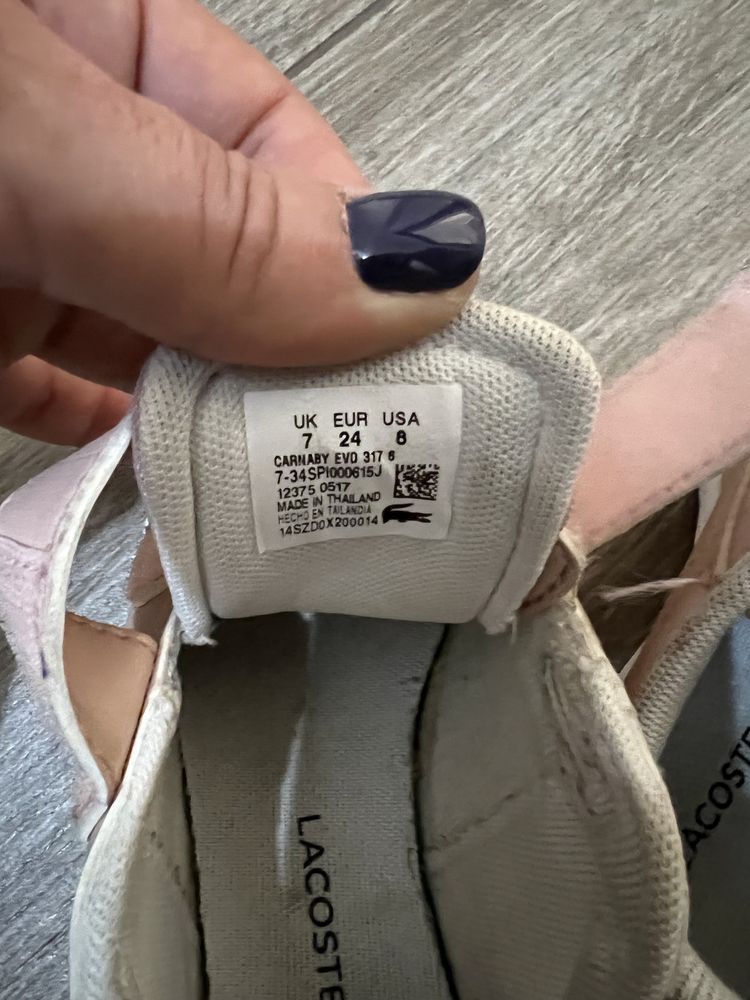 UK EUR USA
7 24 8
CARNABY EVO 317 6
7-34SPI000615J
12375 0517
MADE IN THAILAND
HECHO EN TAILANDIA
14SZD0X200014
LACOSTE
LACOSTE